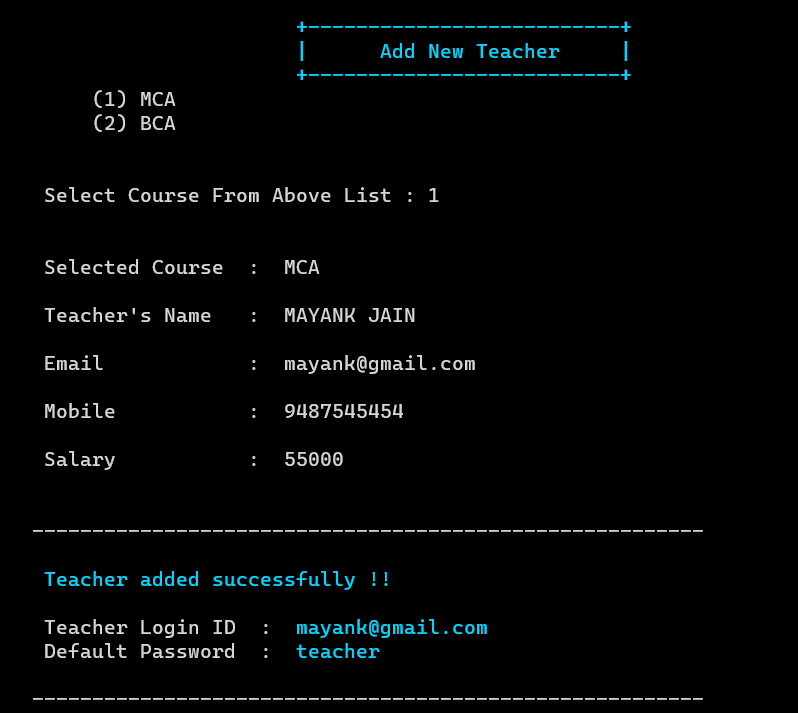 +---------------------------+
|      Add New Teacher     |
+---------------------------+
(1) MCA
(2) BCA
Select Course From Above List : 1
Selected Course  :  MCA
Teacher's Name   :  MAYANK JAIN
Email            :  mayank@gmail.com
Mobile           :  9487545454
Salary           :  55000
--------------------------------------------------------
Teacher added successfully !!
Teacher Login ID  :  mayank@gmail.com
Default Password  :  teacher
--------------------------------------------------------